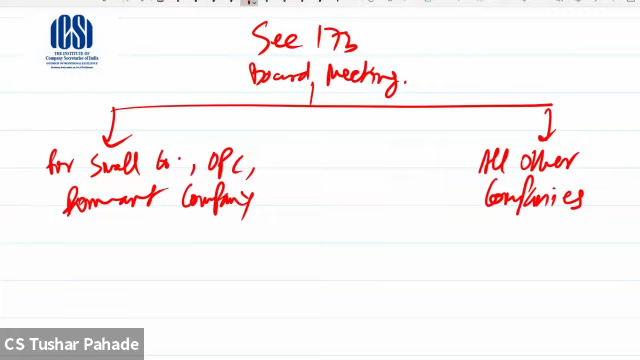 ICSI
THE INSTITUTE OF
Company Secretaries of India
Sec 173
Board Meeting.
for Small Co., OPC,
Dormant Company
All other
Companies
CS Tushar Pahade